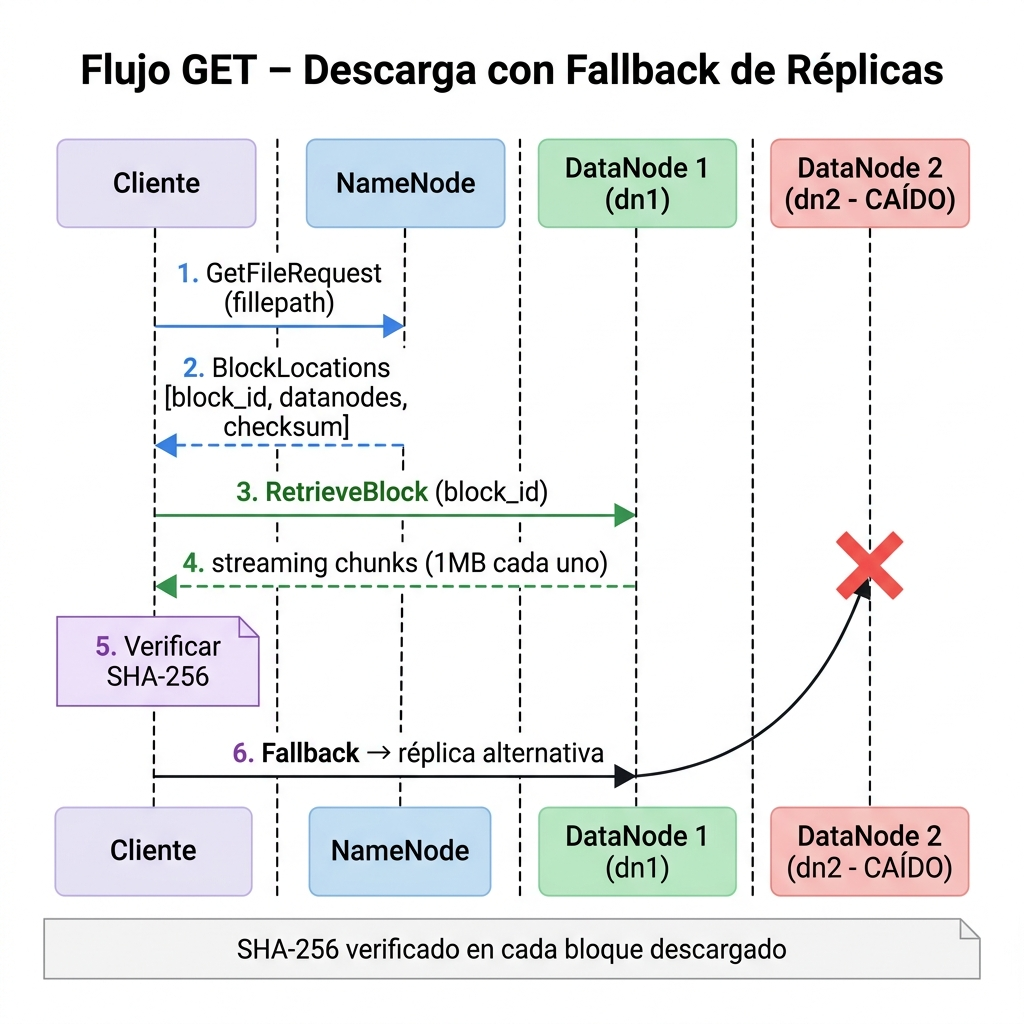 Flujo GET – Descarga con Fallback de Réplicas
Cliente
NameNode
DataNode 1
(dn1)
DataNode 2
(dn2 - CAÍDO)
1. GetFileRequest
(fillepath)
2. BlockLocations
[block_id, datanodes,
checksum]
3. RetrieveBlock (block_id)
4. streaming chunks (1MB cada uno)
5. Verificar
SHA-256
6. Fallback → réplica alternativa
Cliente
NameNode
DataNode 1
(dn1)
DataNode 2
(dn2 - CAÍDO)
SHA-256 verificado en cada bloque descargado